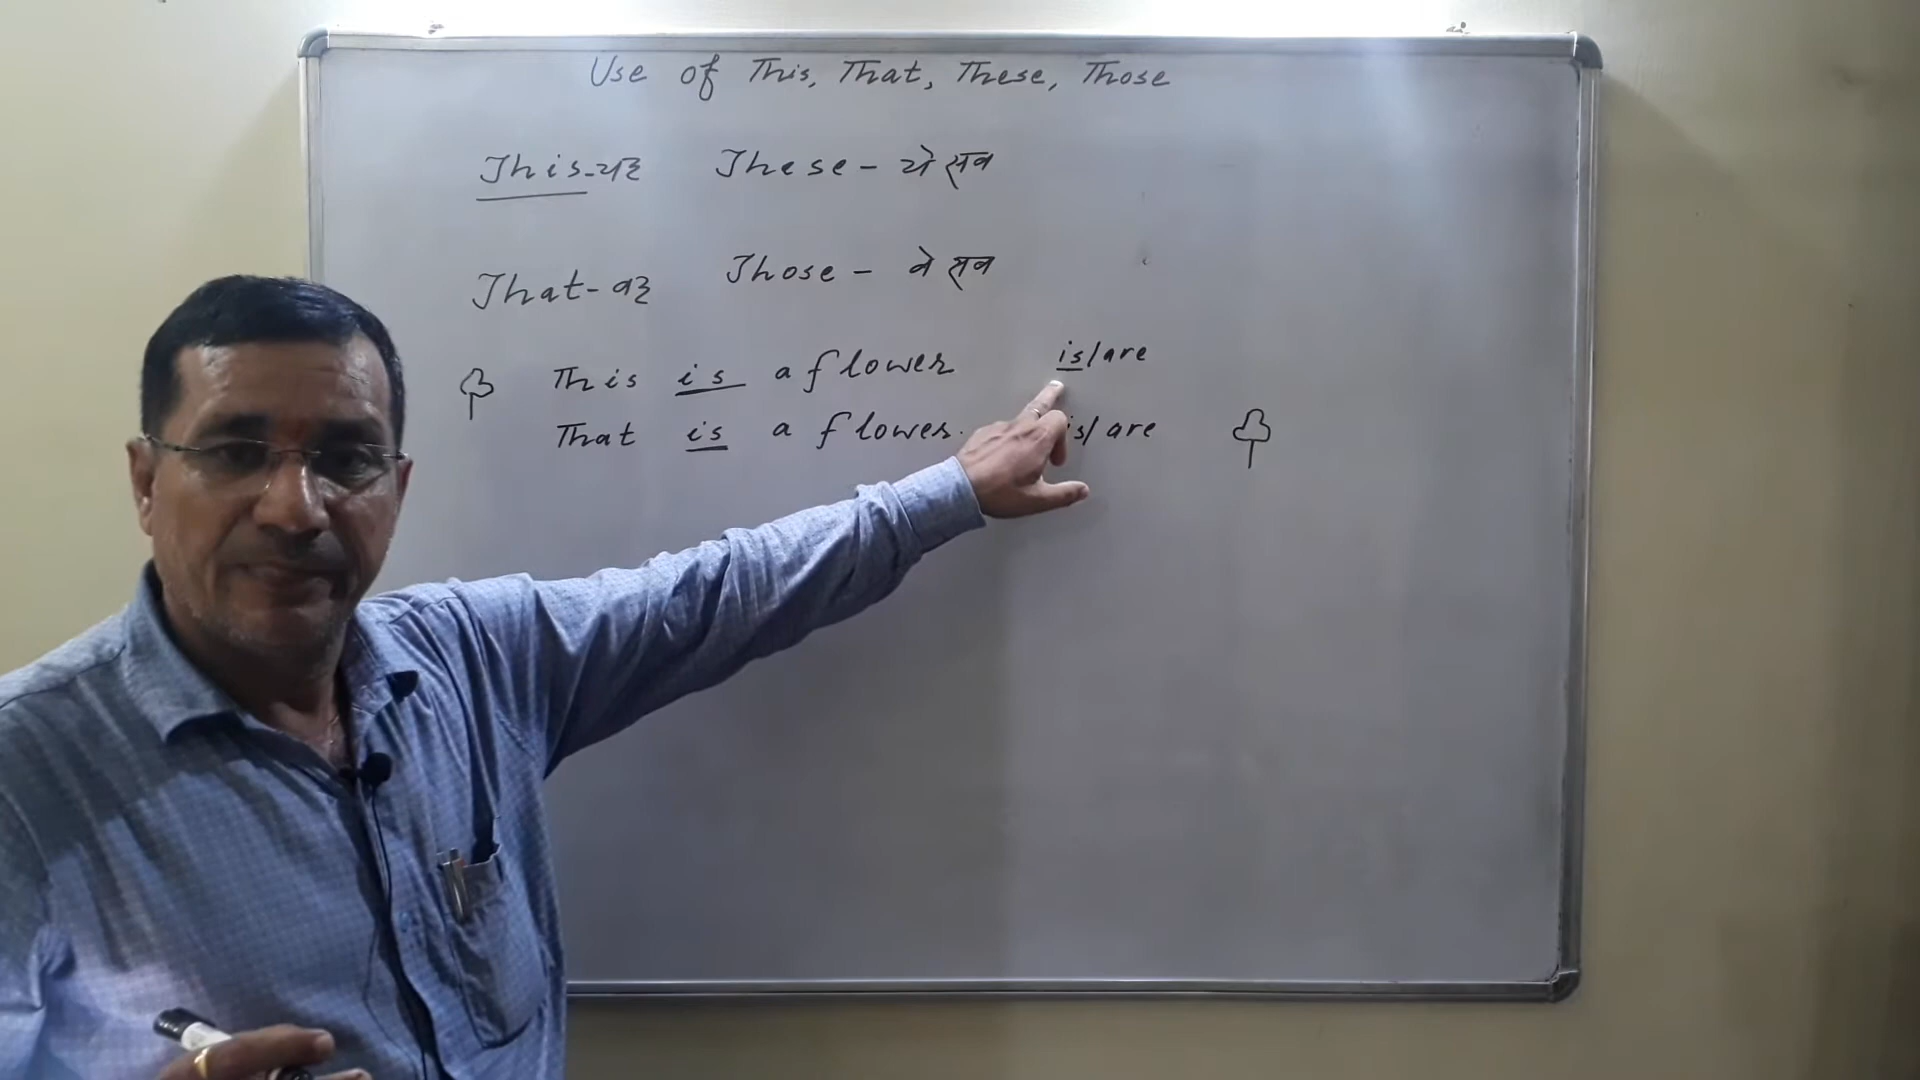 Use of This, That, These, Those
This-यह These - ये सब
That-वह Those - वे सब
This is a flower is/are
That is a flower. is/are